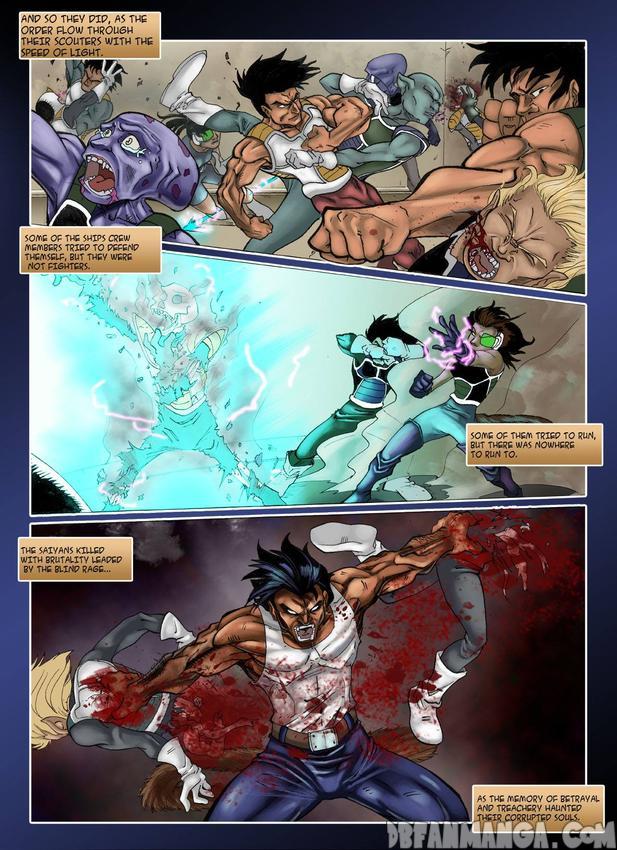 AND SO THEY DID, AS THE
ORDER FLOW THROUGH
THEIR SCOUTERS WITH THE
SPEED OF LIGHT.
SOME OF THE SHIPS CREW
MEMBERS TRIED TO DEFEND
THEMSELF, BUT THEY WERE
NOT FIGHTERS.
SOME OF THEM TRIED TO RUN,
BUT THERE WAS NOWHERE
TO RUN TO.
THE SAIYANS KILLED
WITH BRUTALITY LEADED
BY THE BLIND RAGE...
AS THE MEMORY OF BETRAYAL
AND TREACHERY HAUNTED
THEIR CORRUPTED SOULS.
DBFANMANGA.COM